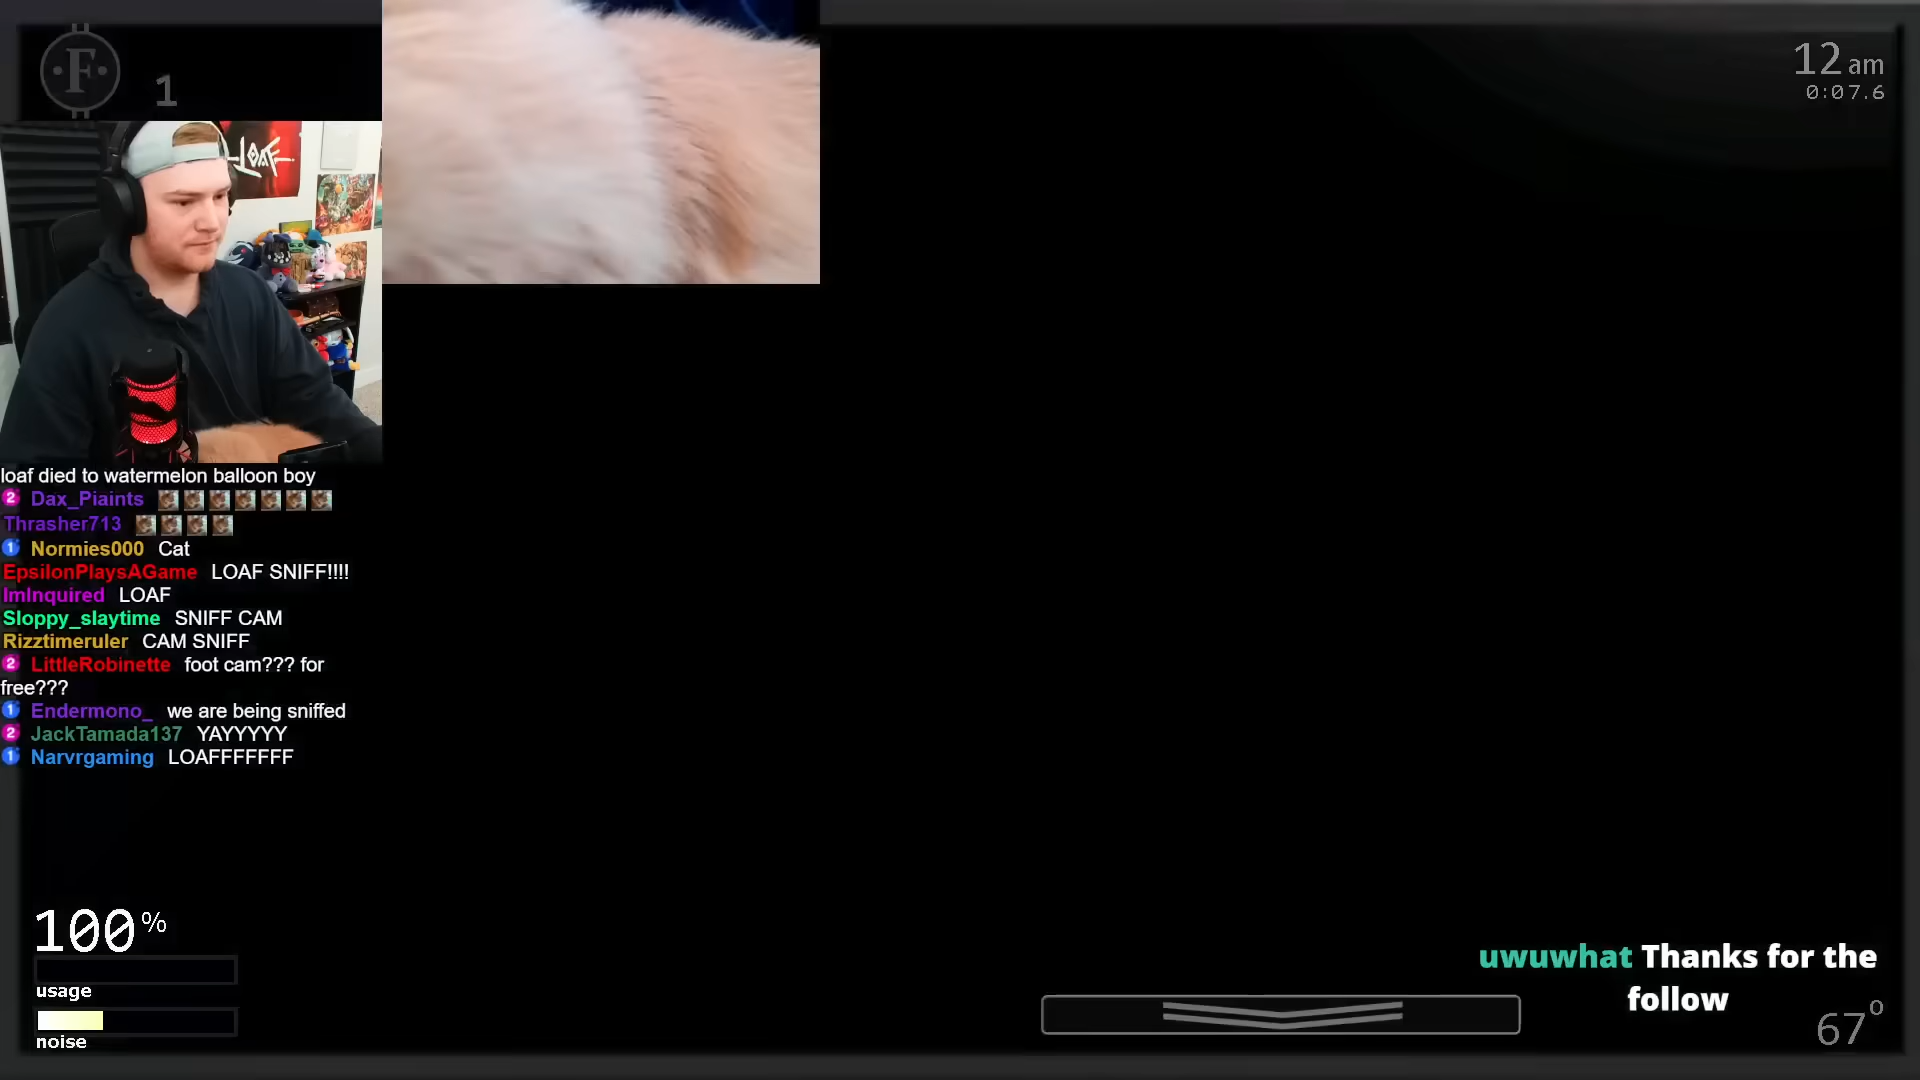 F
1
12 am
0:07.6
LOAF
loaf died to watermelon balloon boy
2 Dax_Piaints
Thrasher713
1 Normies000 Cat
EpsilonPlaysAGame LOAF SNIFF!!!!
ImInquired LOAF
Sloppy_slaytime SNIFF CAM
Rizztimeruler CAM SNIFF
2 LittleRobinette foot cam??? for
free???
1 Endermono_ we are being sniffed
2 JackTamada137 YAYYYYY
1 Narvrgaming LOAFFFFFFF
100%
usage
noise
uwuwhat Thanks for the
follow
67°